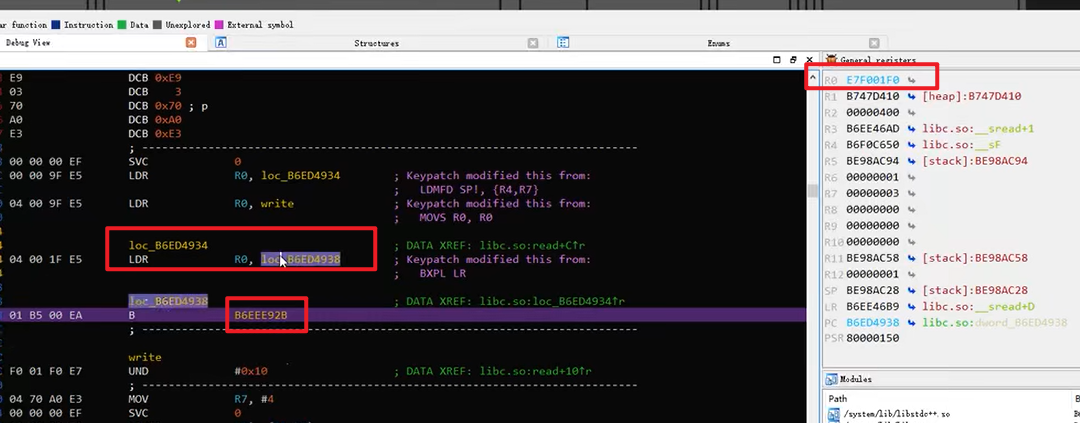 ar function Instruction Data Unexplored External symbol
Debug View Structures Enums
E9 DCB 0xE9
03 DCB 3
70 DCB 0x70 ; p
A0 DCB 0xA0
E3 DCB 0xE3
; ---------------------------------------------------------------
00 00 00 EF SVC 0
00 00 9F E5 LDR R0, loc_B6ED4934 ; Keypatch modified this from:
; LDMFD SP!, {R4,R7}
04 00 9F E5 LDR R0, write ; Keypatch modified this from:
; MOVS R0, R0
loc_B6ED4934 ; DATA XREF: libc.so:read+C↑r
04 00 1F E5 LDR R0, loc_B6ED4938 ; Keypatch modified this from:
; BXPL LR
loc_B6ED4938 ; DATA XREF: libc.so:loc_B6ED4934↑r
01 B5 00 EA B B6EEE92B
; ---------------------------------------------------------------
write
F0 01 F0 E7 UND #0x10 ; DATA XREF: libc.so:read+10↑r
; ---------------------------------------------------------------
04 70 A0 E3 MOV R7, #4
00 00 00 EF SVC 0
General registers
R0 E7F001F0
R1 B747D410 [heap]:B747D410
R2 00000400
R3 B6EE46AD libc.so:__sread+1
R4 B6F0C650 libc.so:__sF
R5 BE98AC94 [stack]:BE98AC94
R6 00000001
R7 00000003
R8 00000000
R9 00000000
R10 00000000
R11 BE98AC58 [stack]:BE98AC58
R12 00000001
SP BE98AC28 [stack]:BE98AC28
LR B6EE46B9 libc.so:__sread+D
PC B6ED4938 libc.so:dword_B6ED4938
PSR 80000150
Modules
Path
/system/lib/libstdc++.so